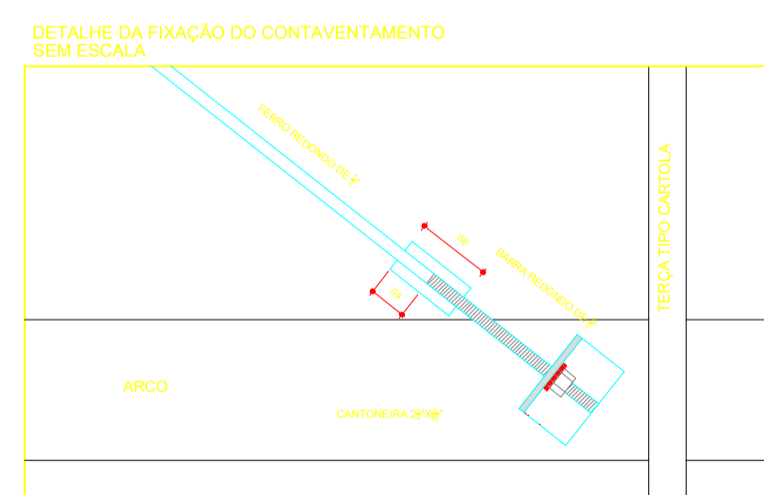 DETALHE DA FIXAÇÃO DO CONTAVENTAMENTO
SEM ESCALA
FERRO REDONDO DE
.08
BARRA REDONDO DE
.04
TERÇA TIPO CARTOLA
ARCO
CANTONEIRA